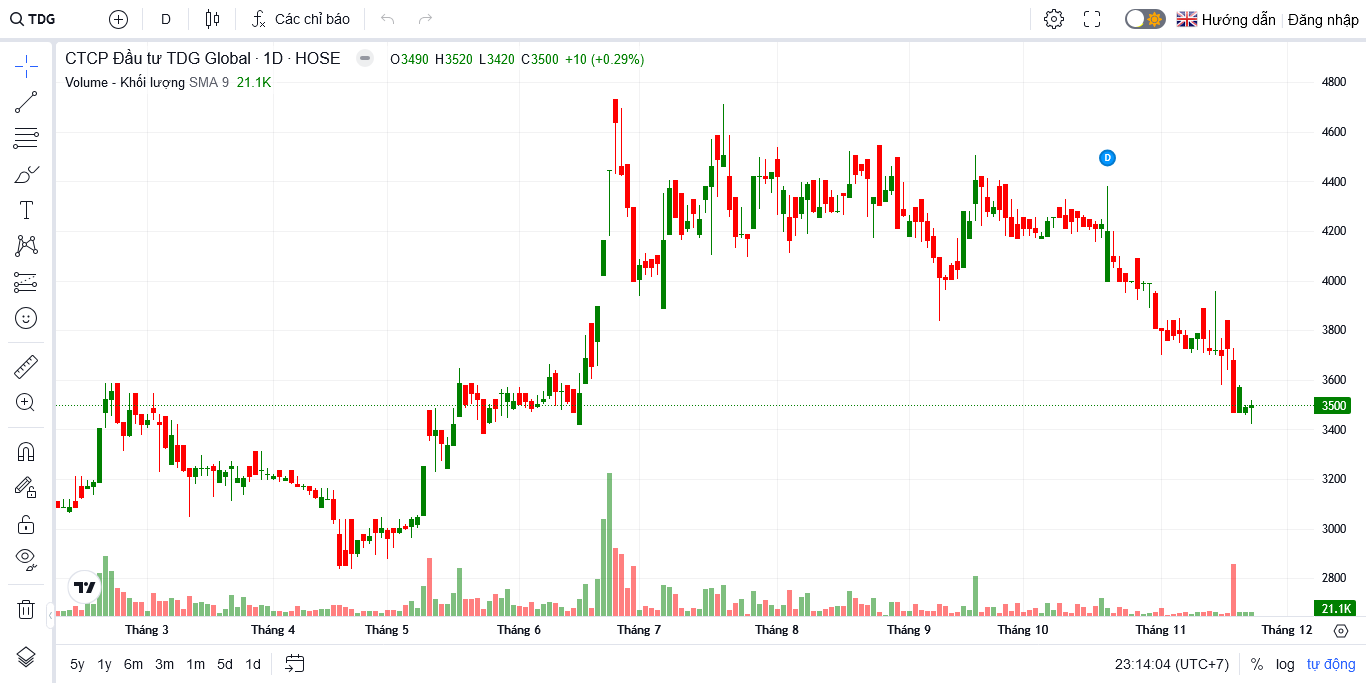 TDG D Các chỉ báo Hướng dẫn Đăng nhập
CTCP Đầu tư TDG Global · 1D · HOSE O3490 H3520 L3420 C3500 +10 (+0.29%)
Volume - Khối lượng SMA 9 21.1K
4800
4600
D
4400
4200
4000
3800
3600
3500
3400
3200
3000
2800
21.1K
Tháng 3 Tháng 4 Tháng 5 Tháng 6 Tháng 7 Tháng 8 Tháng 9 Tháng 10 Tháng 11 Tháng 12
5y 1y 6m 3m 1m 5d 1d 23:14:04 (UTC+7) % log tự động